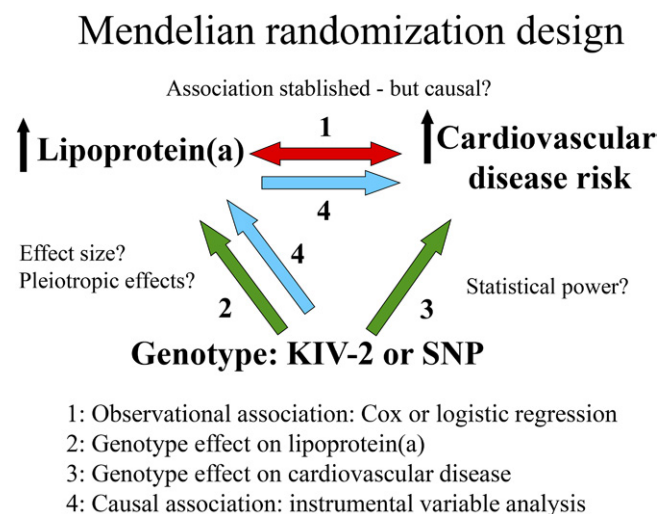 Mendelian randomization design
Association stablished - but causal?
1
Lipoprotein(a)
Cardiovascular
disease risk
4
Effect size?
Pleiotropic effects?
4
Statistical power?
2
3
Genotype: KIV-2 or SNP
1: Observational association: Cox or logistic regression
2: Genotype effect on lipoprotein(a)
3: Genotype effect on cardiovascular disease
4: Causal association: instrumental variable analysis